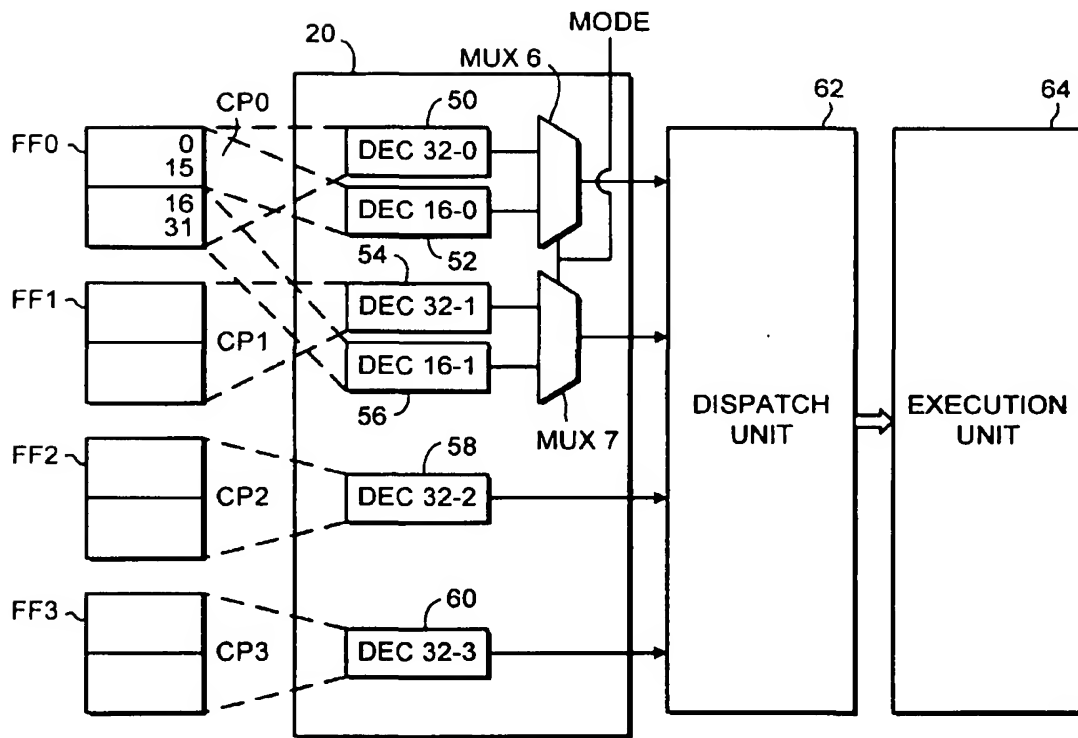 MODE
20
MUX 6
CP0
50
62
64
FF0
0
15
16
31
DEC 32-0
DEC 16-0
52
54
FF1
CP1
DEC 32-1
DEC 16-1
56
MUX 7
DISPATCH
UNIT
EXECUTION
UNIT
FF2
CP2
58
DEC 32-2
FF3
CP3
60
DEC 32-3